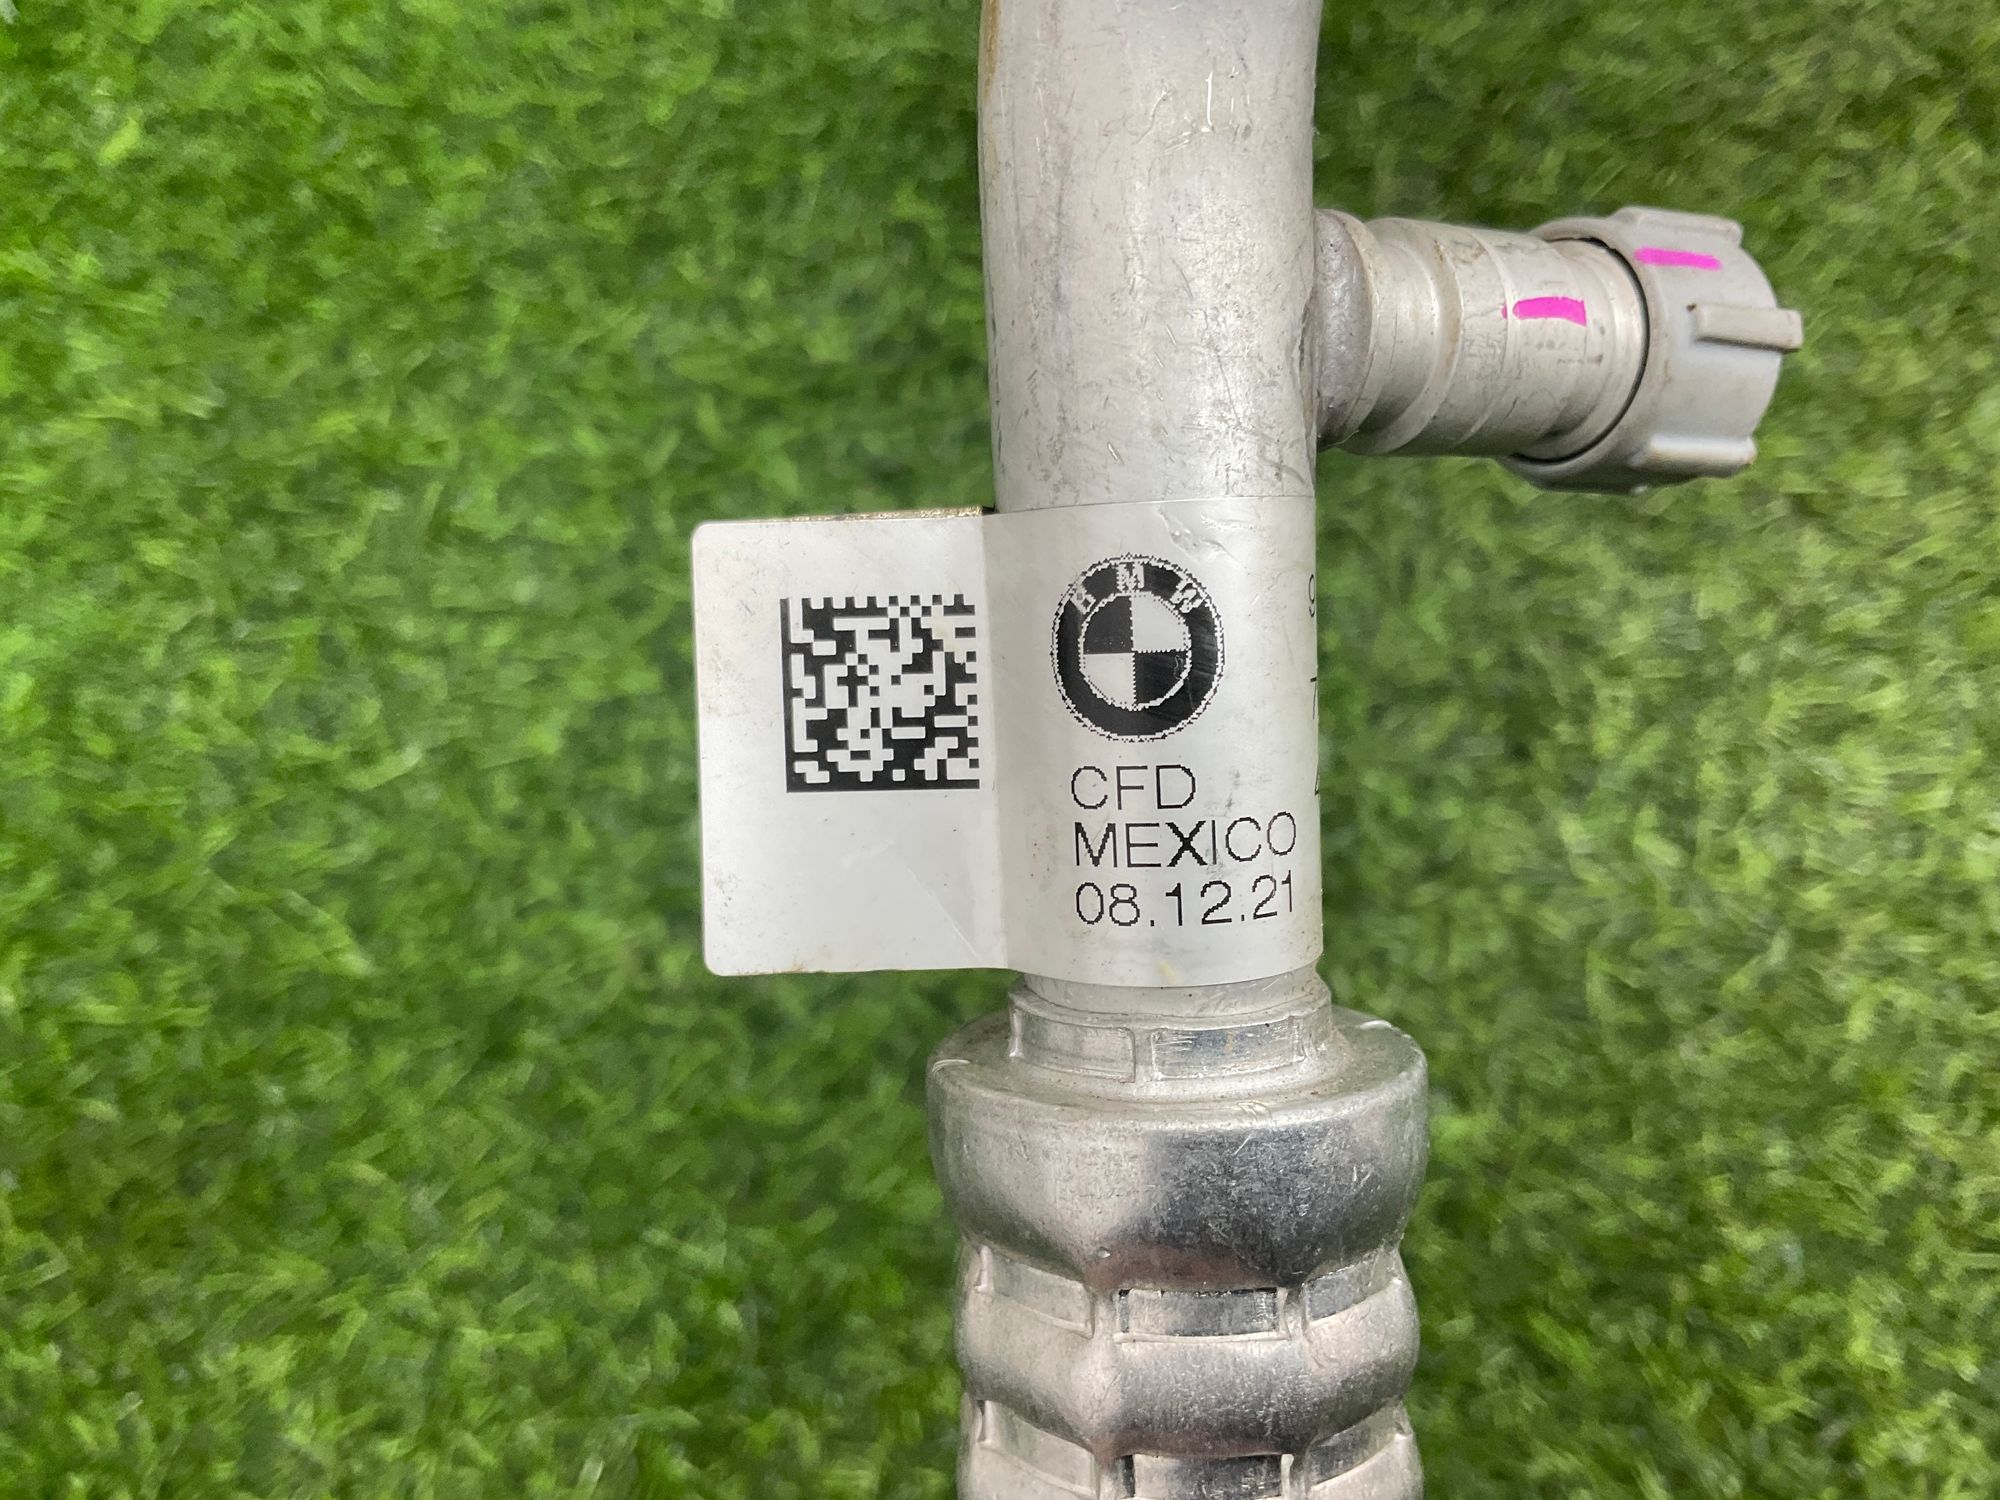 BMW
CFD
MEXICO
08.12.21